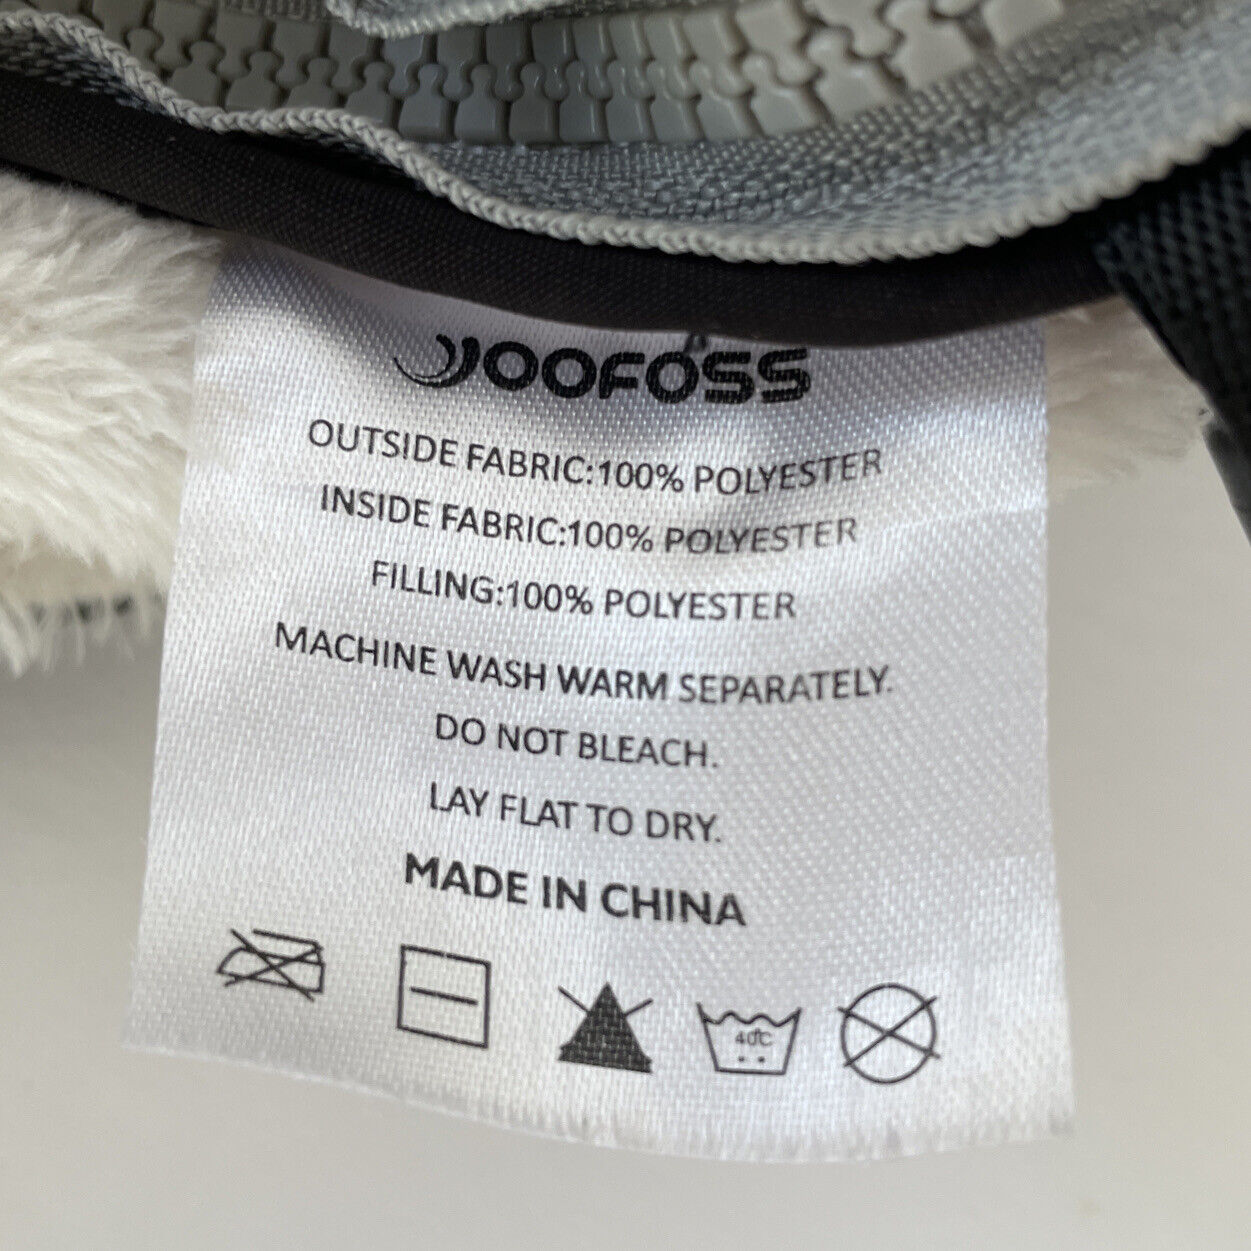 YOOFOSS
OUTSIDE FABRIC:100% POLYESTER
INSIDE FABRIC:100% POLYESTER
FILLING:100% POLYESTER
MACHINE WASH WARM SEPARATELY.
DO NOT BLEACH.
LAY FLAT TO DRY.
MADE IN CHINA
40℃